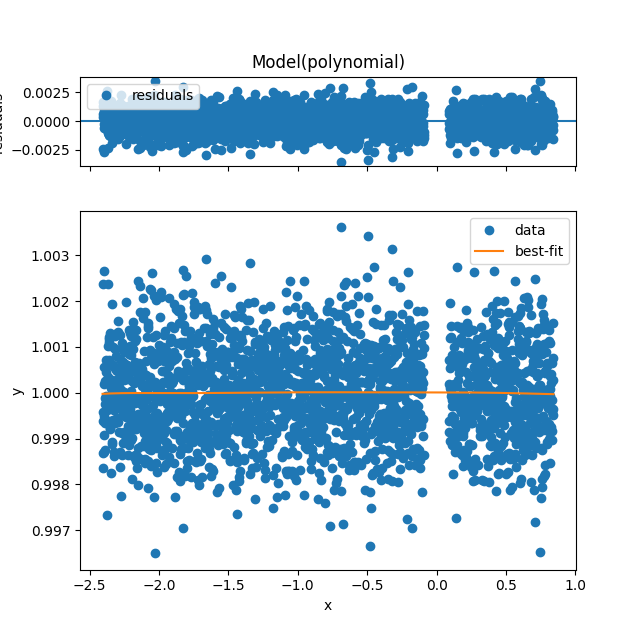 Model(polynomial)
residuals
0.0025
0.0000
−0.0025
residuals
data
best-fit
1.003
1.002
1.001
1.000
0.999
0.998
0.997
y
−2.5 −2.0 −1.5 −1.0 −0.5 0.0 0.5 1.0
x